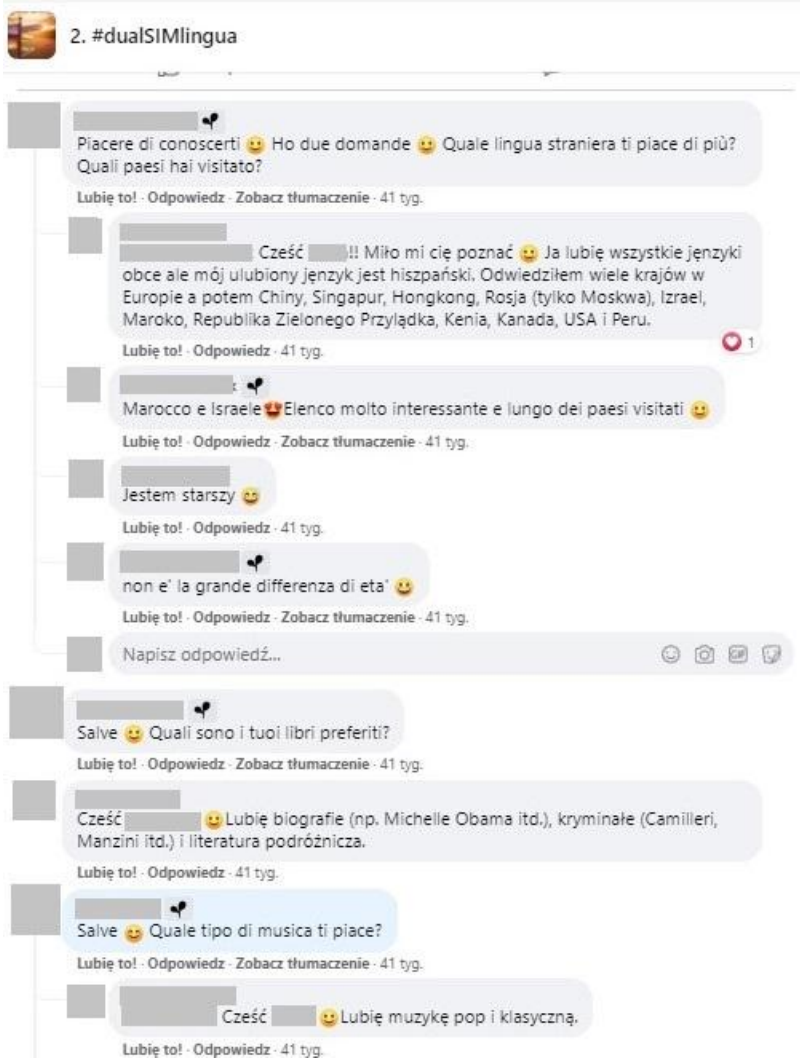 2. #dualSIMlingua
Piacere di conoscerti 🙂 Ho due domande 🙂 Quale lingua straniera ti piace di più?
Quali paesi hai visitato?
Lubię to! · Odpowiedz · Zobacz tłumaczenie · 41 tyg.
Cześć !! Miło mi cię poznać 🙂 Ja lubię wszystkie jęnzyki
obce ale mój ulubiony jęnzyk jest hiszpański. Odwiedziłem wiele krajów w
Europie a potem Chiny, Singapur, Hongkong, Rosja (tylko Moskwa), Izrael,
Maroko, Republika Zielonego Przylądka, Kenia, Kanada, USA i Peru.
1
Lubię to! · Odpowiedz · 41 tyg.
Marocco e Israele😍Elenco molto interessante e lungo dei paesi visitati 🙂
Lubię to! · Odpowiedz · Zobacz tłumaczenie · 41 tyg.
Jestem starszy 😅
Lubię to! · Odpowiedz · 41 tyg.
non e' la grande differenza di eta' 😃
Lubię to! · Odpowiedz · Zobacz tłumaczenie · 41 tyg.
Napisz odpowiedź...
GIF
Salve 🙂 Quali sono i tuoi libri preferiti?
Lubię to! · Odpowiedz · Zobacz tłumaczenie · 41 tyg.
Cześć 🙂Lubię biografie (np. Michelle Obama itd.), kryminałe (Camilleri,
Manzini itd.) i literatura podróżnicza.
Lubię to! · Odpowiedz · 41 tyg.
Salve 😊 Quale tipo di musica ti piace?
Lubię to! · Odpowiedz · Zobacz tłumaczenie · 41 tyg.
Cześć 🙂Lubię muzykę pop i klasyczną.
Lubię to! · Odpowiedz · 41 tyg.